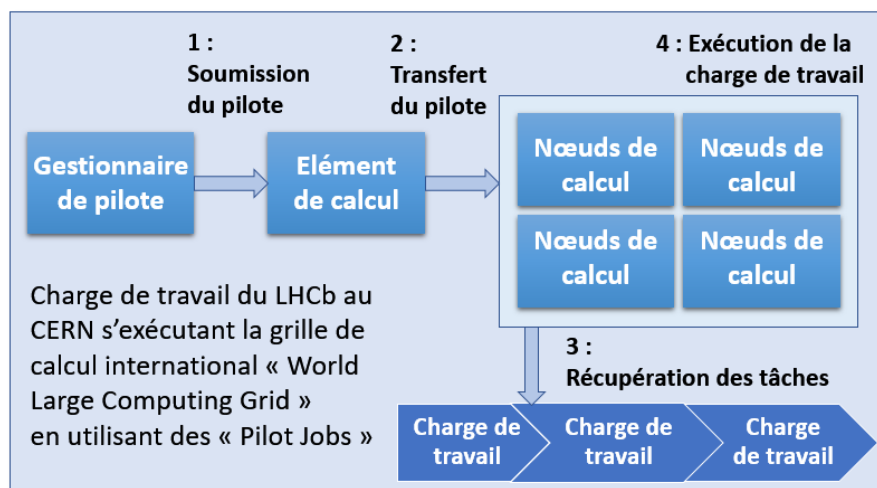 1 :
Soumission
du pilote
2 :
Transfert
du pilote
4 : Exécution de la
charge de travail
Gestionnaire
de pilote
Elément
de calcul
Nœuds de
calcul
Nœuds de
calcul
Nœuds de
calcul
Nœuds de
calcul
Charge de travail du LHCb au
CERN s’exécutant la grille de
calcul international « World
Large Computing Grid »
en utilisant des « Pilot Jobs »
3 :
Récupération des tâches
Charge de
travail
Charge de
travail
Charge
de travail